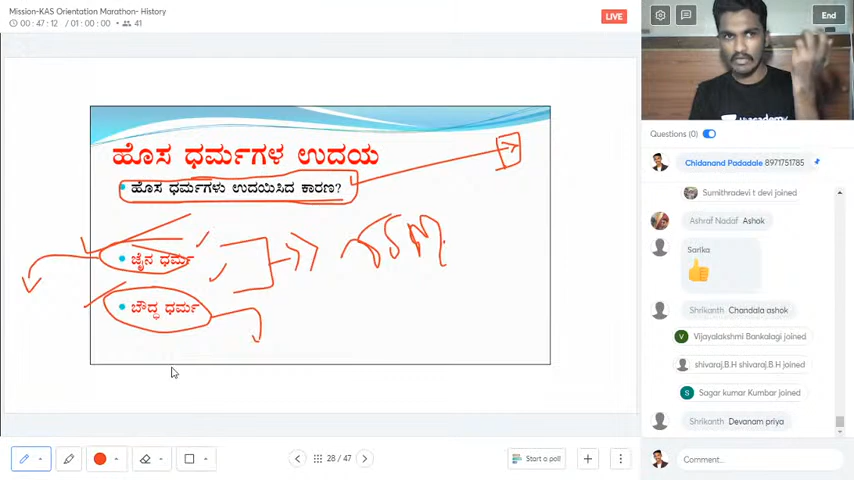 Mission-KAS Orientation Marathon- History
00 : 47 : 12 / 01 : 00 : 00 • 41
LIVE
End
ಹೊಸ ಧರ್ಮಗಳ ಉದಯ
• ಹೊಸ ಧರ್ಮಗಳು ಉದಯಿಸಿದ ಕಾರಣ?
• ಜೈನ ಧರ್ಮ
• ಬೌದ್ಧ ಧರ್ಮ
Questions (0)
Chidanand Padadale 8971751785
Sumithradevi t devi joined
Ashraf Nadaf Ashok
Sarika
Shrikanth Chandala ashok
V Vijayalakshmi Bankalagi joined
shivaraj.B.H shivaraj.B.H joined
S Sagar kumar Kumbar joined
Shrikanth Devanam priya
28 / 47
Start a poll
Comment...